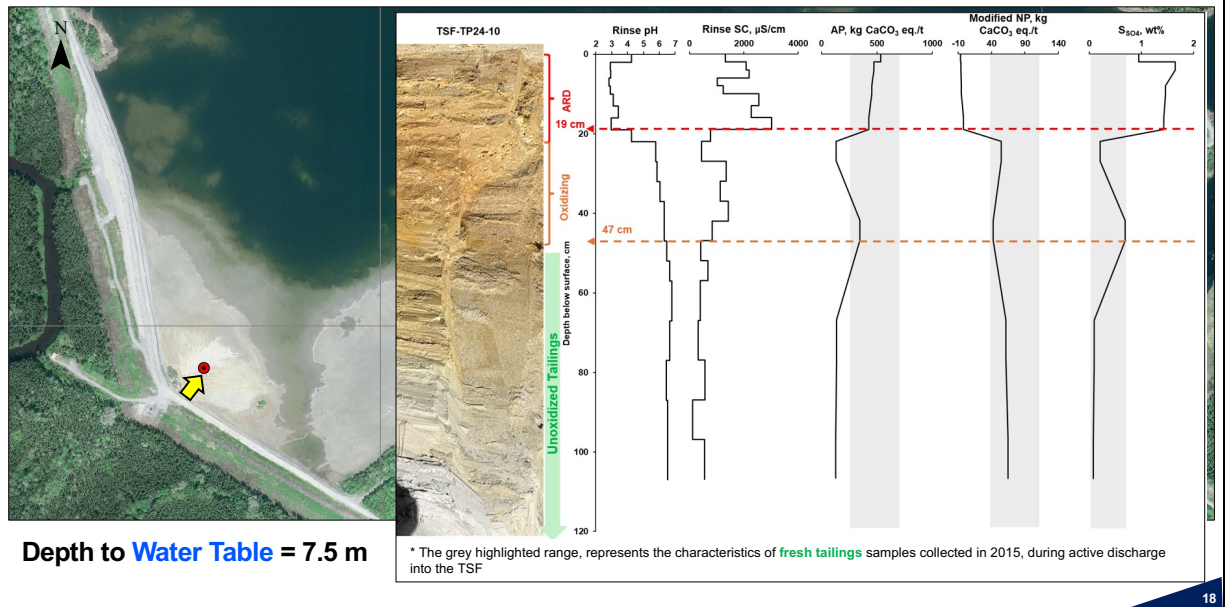 N
TSF-TP24-10
ARD
19 cm
Oxidizing
47 cm
Unoxidized Tailings
Depth below surface, cm
Rinse pH
2 3 4 5 6 7
0
20
40
60
80
100
120
Rinse SC, µS/cm
0 2000 4000
AP, kg CaCO3 eq./t
0 500 1000
Modified NP, kg
CaCO3 eq./t
-10 40 90 140
SSO4, wt%
0 1 2
Depth to Water Table = 7.5 m
* The grey highlighted range, represents the characteristics of fresh tailings samples collected in 2015, during active discharge
into the TSF
18